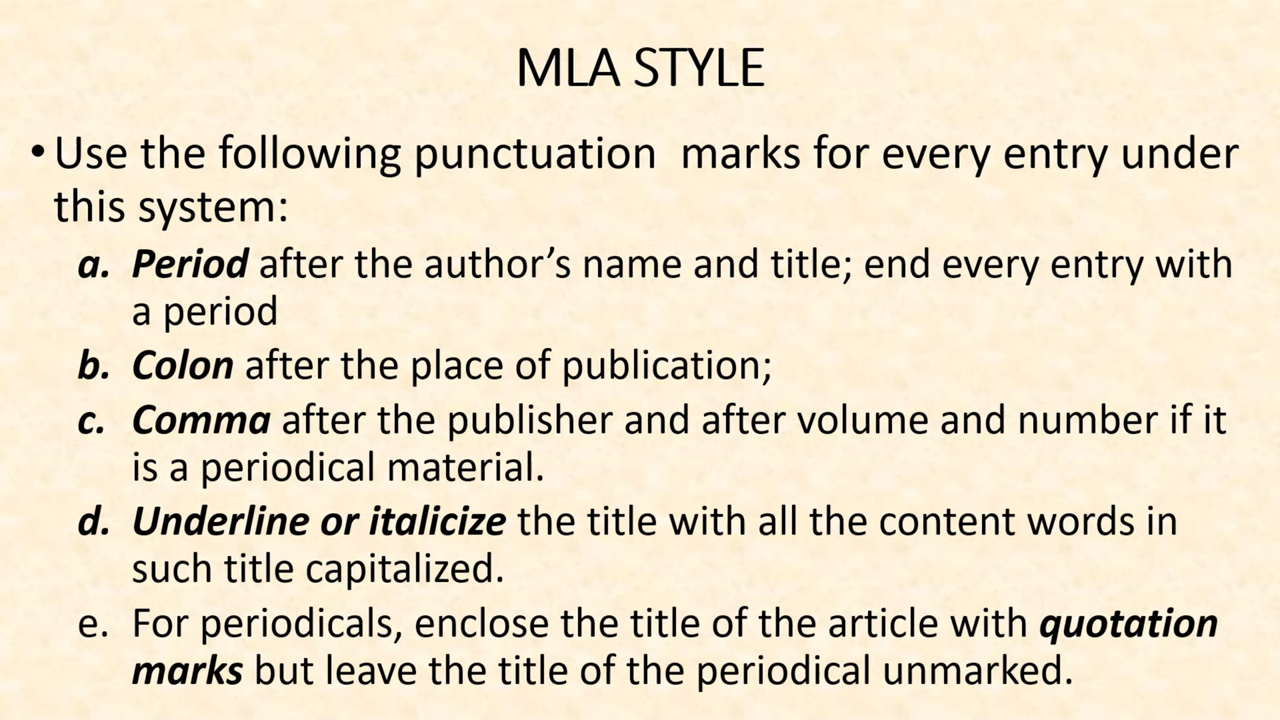 MLA STYLE
• Use the following punctuation  marks for every entry under
this system:
a. Period after the author’s name and title; end every entry with
a period
b. Colon after the place of publication;
c. Comma after the publisher and after volume and number if it
is a periodical material.
d. Underline or italicize the title with all the content words in
such title capitalized.
e. For periodicals, enclose the title of the article with quotation
marks but leave the title of the periodical unmarked.